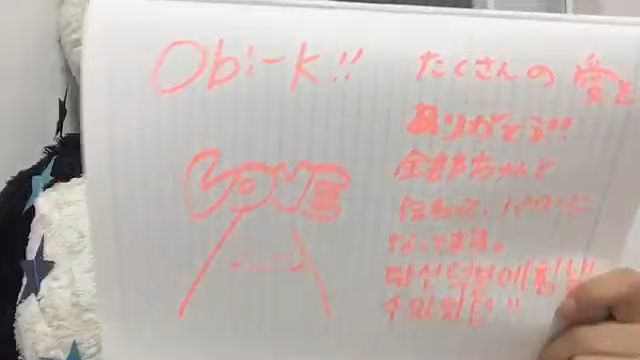 Obi-K!!
たくさんの 愛を
ありがとう!!
全部ちゃんと
伝わって、パワーに
なってます。
당신 덕분에 힘낼
수 있었던!!
LOVE